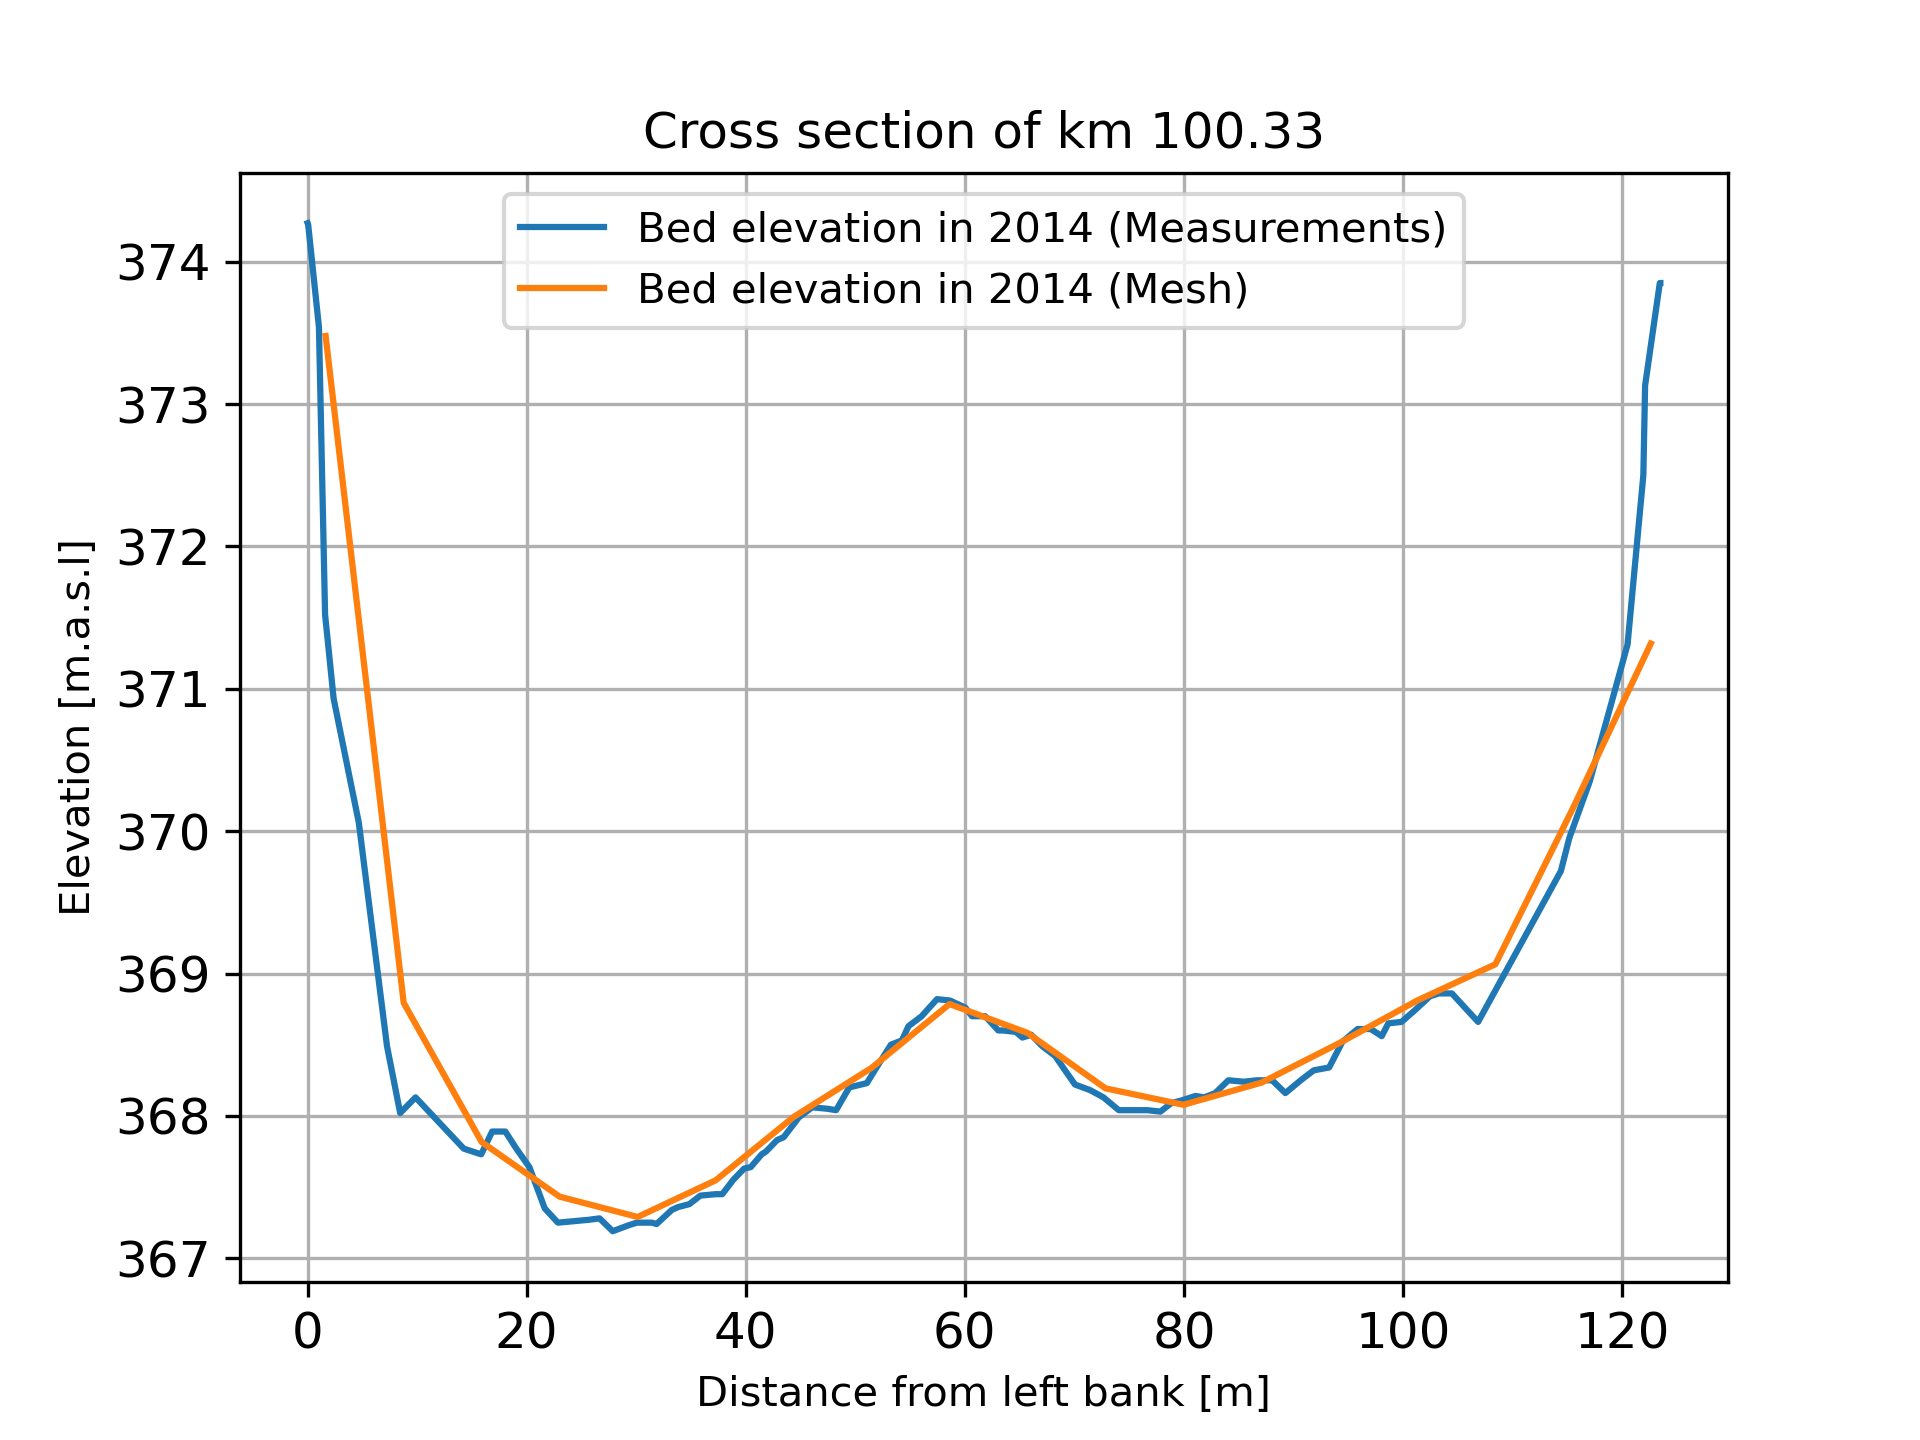 Cross section of km 100.33
Bed elevation in 2014 (Measurements)
Bed elevation in 2014 (Mesh)
374
373
372
371
370
369
368
367
Elevation [m.a.s.l]
0 20 40 60 80 100 120
Distance from left bank [m]